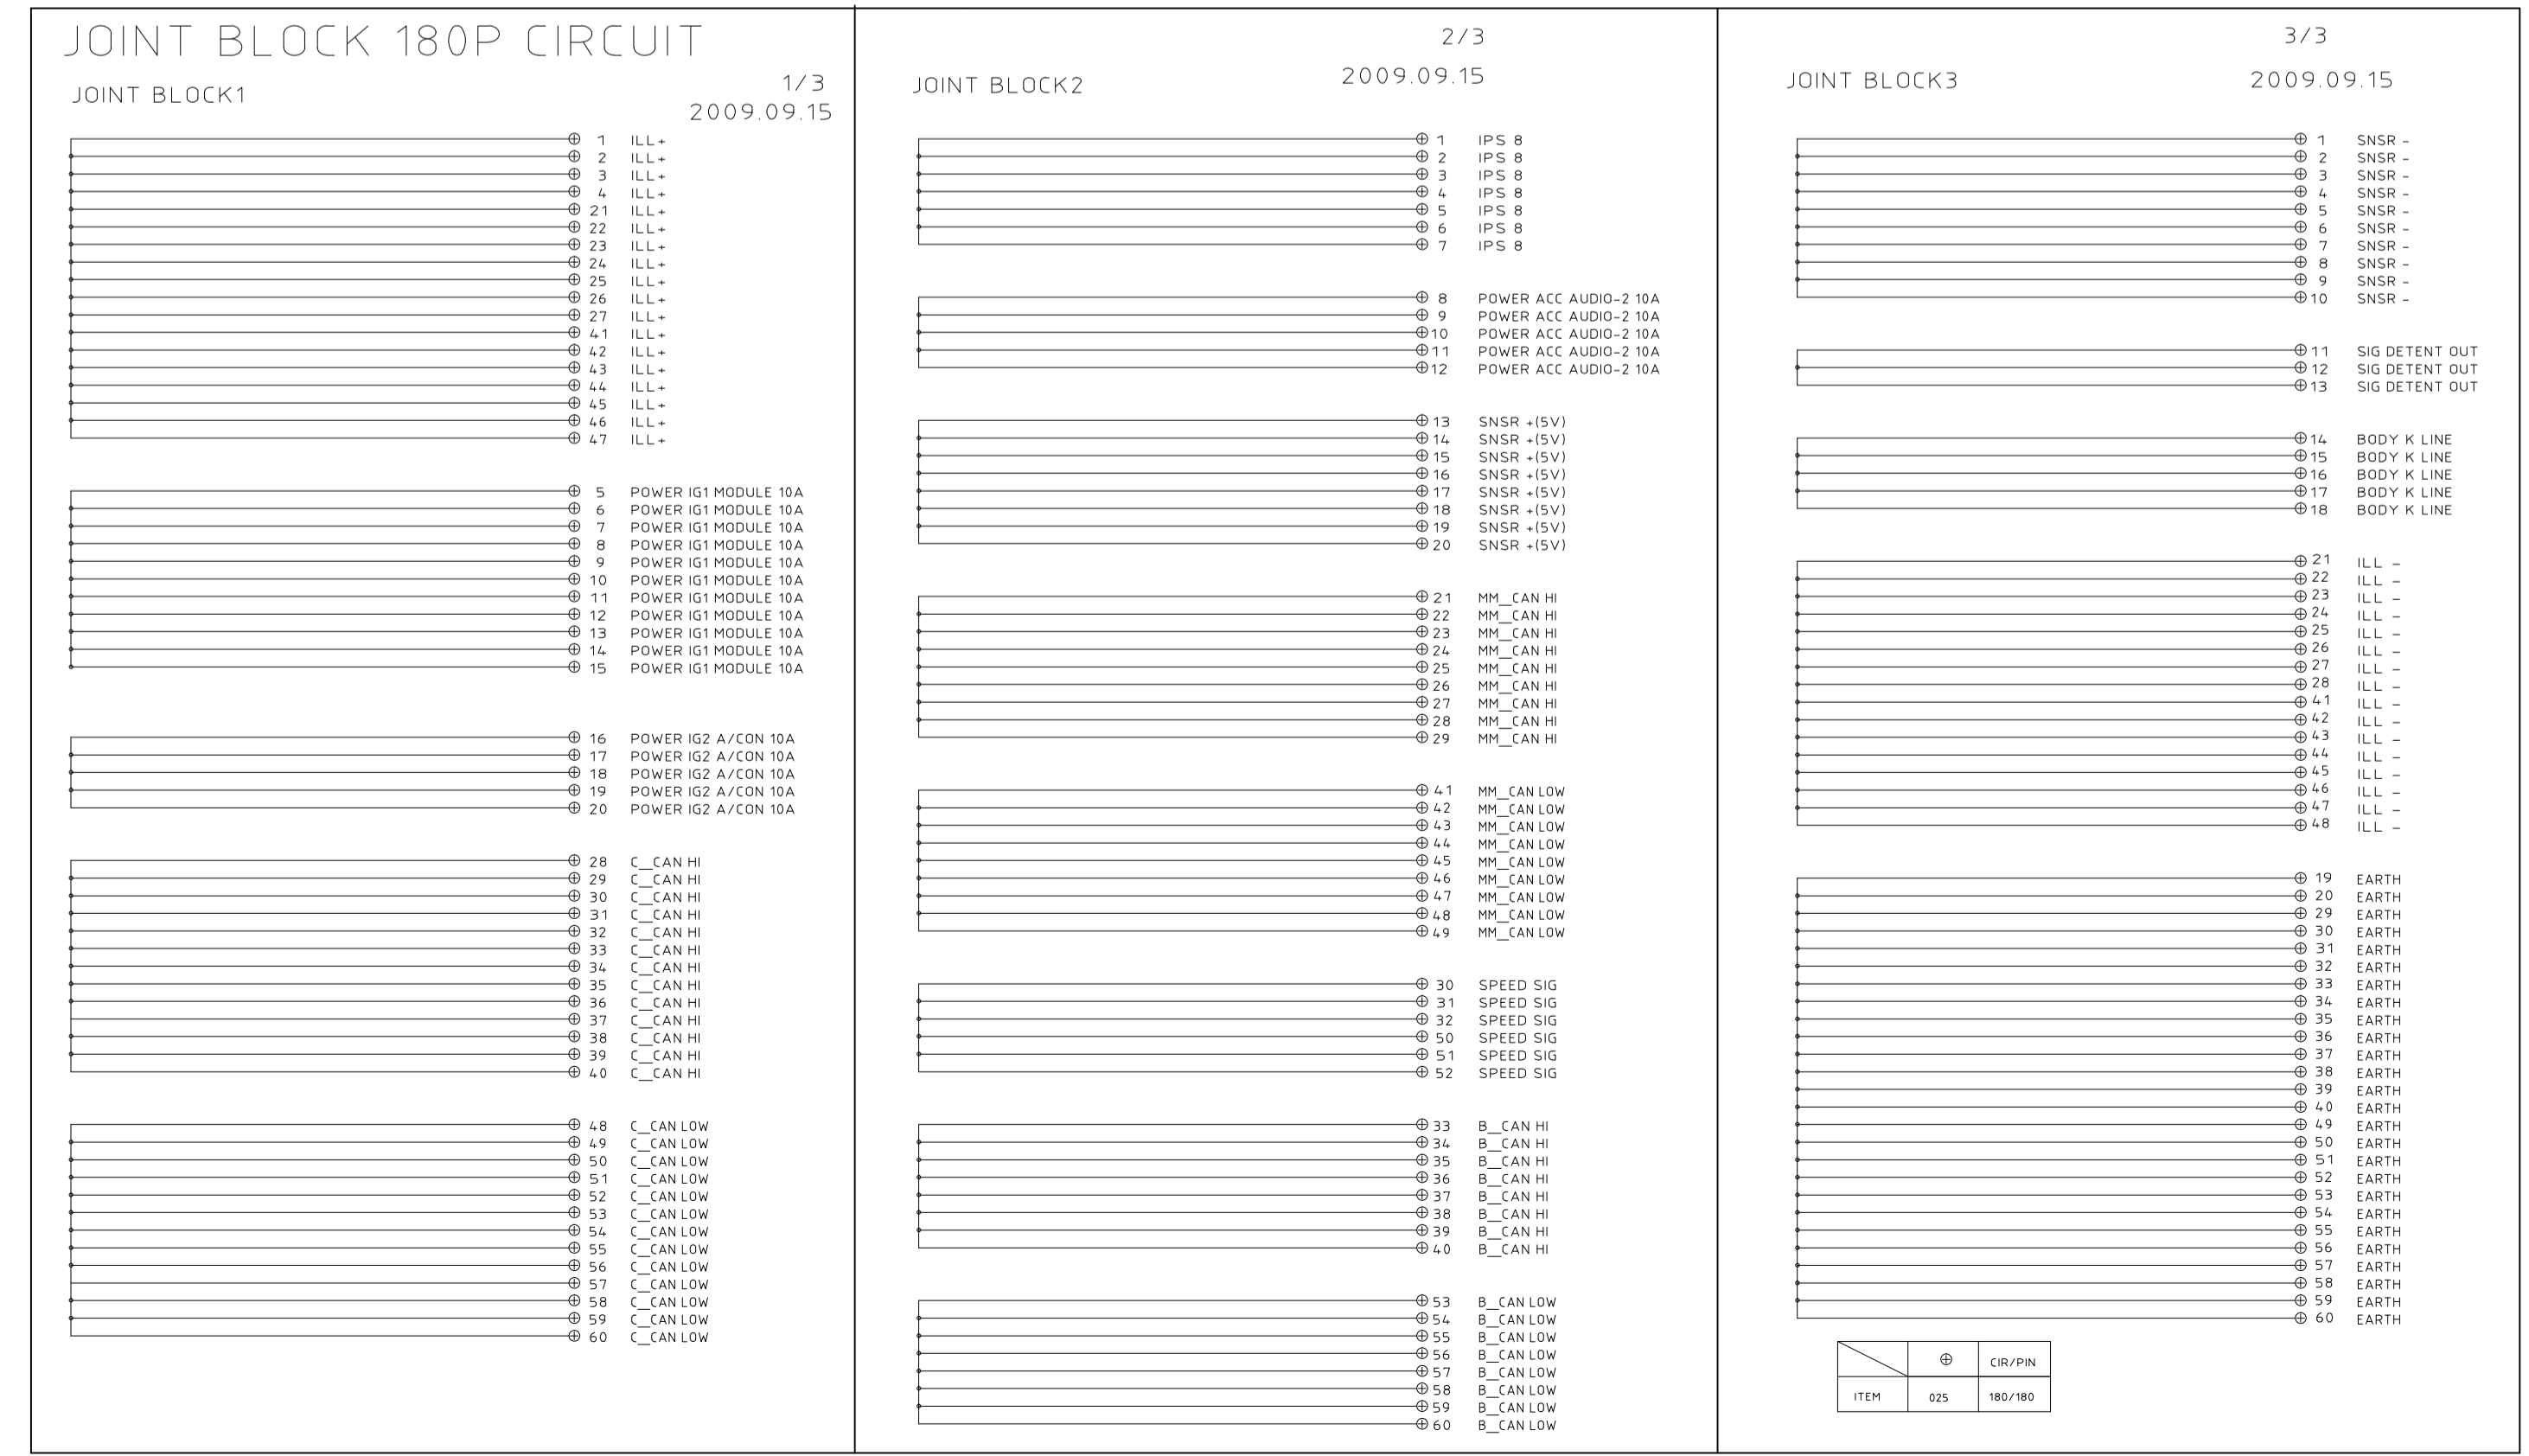 JOINT BLOCK 180P CIRCUIT
JOINT BLOCK1
1/3
2009.09.15
1 ILL+
2 ILL+
3 ILL+
4 ILL+
21 ILL+
22 ILL+
23 ILL+
24 ILL+
25 ILL+
26 ILL+
27 ILL+
41 ILL+
42 ILL+
43 ILL+
44 ILL+
45 ILL+
46 ILL+
47 ILL+
5 POWER IG1 MODULE 10A
6 POWER IG1 MODULE 10A
7 POWER IG1 MODULE 10A
8 POWER IG1 MODULE 10A
9 POWER IG1 MODULE 10A
10 POWER IG1 MODULE 10A
11 POWER IG1 MODULE 10A
12 POWER IG1 MODULE 10A
13 POWER IG1 MODULE 10A
14 POWER IG1 MODULE 10A
15 POWER IG1 MODULE 10A
16 POWER IG2 A/CON 10A
17 POWER IG2 A/CON 10A
18 POWER IG2 A/CON 10A
19 POWER IG2 A/CON 10A
20 POWER IG2 A/CON 10A
28 C_CAN HI
29 C_CAN HI
30 C_CAN HI
31 C_CAN HI
32 C_CAN HI
33 C_CAN HI
34 C_CAN HI
35 C_CAN HI
36 C_CAN HI
37 C_CAN HI
38 C_CAN HI
39 C_CAN HI
40 C_CAN HI
48 C_CAN LOW
49 C_CAN LOW
50 C_CAN LOW
51 C_CAN LOW
52 C_CAN LOW
53 C_CAN LOW
54 C_CAN LOW
55 C_CAN LOW
56 C_CAN LOW
57 C_CAN LOW
58 C_CAN LOW
59 C_CAN LOW
60 C_CAN LOW
2/3
2009.09.15
JOINT BLOCK2
1 IPS 8
2 IPS 8
3 IPS 8
4 IPS 8
5 IPS 8
6 IPS 8
7 IPS 8
8 POWER ACC AUDIO-2 10A
9 POWER ACC AUDIO-2 10A
10 POWER ACC AUDIO-2 10A
11 POWER ACC AUDIO-2 10A
12 POWER ACC AUDIO-2 10A
13 SNSR +(5V)
14 SNSR +(5V)
15 SNSR +(5V)
16 SNSR +(5V)
17 SNSR +(5V)
18 SNSR +(5V)
19 SNSR +(5V)
20 SNSR +(5V)
21 MM_CAN HI
22 MM_CAN HI
23 MM_CAN HI
24 MM_CAN HI
25 MM_CAN HI
26 MM_CAN HI
27 MM_CAN HI
28 MM_CAN HI
29 MM_CAN HI
41 MM_CAN LOW
42 MM_CAN LOW
43 MM_CAN LOW
44 MM_CAN LOW
45 MM_CAN LOW
46 MM_CAN LOW
47 MM_CAN LOW
48 MM_CAN LOW
49 MM_CAN LOW
30 SPEED SIG
31 SPEED SIG
32 SPEED SIG
50 SPEED SIG
51 SPEED SIG
52 SPEED SIG
33 B_CAN HI
34 B_CAN HI
35 B_CAN HI
36 B_CAN HI
37 B_CAN HI
38 B_CAN HI
39 B_CAN HI
40 B_CAN HI
53 B_CAN LOW
54 B_CAN LOW
55 B_CAN LOW
56 B_CAN LOW
57 B_CAN LOW
58 B_CAN LOW
59 B_CAN LOW
60 B_CAN LOW
3/3
2009.09.15
JOINT BLOCK3
1 SNSR -
2 SNSR -
3 SNSR -
4 SNSR -
5 SNSR -
6 SNSR -
7 SNSR -
8 SNSR -
9 SNSR -
10 SNSR -
11 SIG DETENT OUT
12 SIG DETENT OUT
13 SIG DETENT OUT
14 BODY K LINE
15 BODY K LINE
16 BODY K LINE
17 BODY K LINE
18 BODY K LINE
21 ILL -
22 ILL -
23 ILL -
24 ILL -
25 ILL -
26 ILL -
27 ILL -
28 ILL -
41 ILL -
42 ILL -
43 ILL -
44 ILL -
45 ILL -
46 ILL -
47 ILL -
48 ILL -
19 EARTH
20 EARTH
29 EARTH
30 EARTH
31 EARTH
32 EARTH
33 EARTH
34 EARTH
35 EARTH
36 EARTH
37 EARTH
38 EARTH
39 EARTH
40 EARTH
49 EARTH
50 EARTH
51 EARTH
52 EARTH
53 EARTH
54 EARTH
55 EARTH
56 EARTH
57 EARTH
58 EARTH
59 EARTH
60 EARTH
CIR/PIN
ITEM 025 180/180